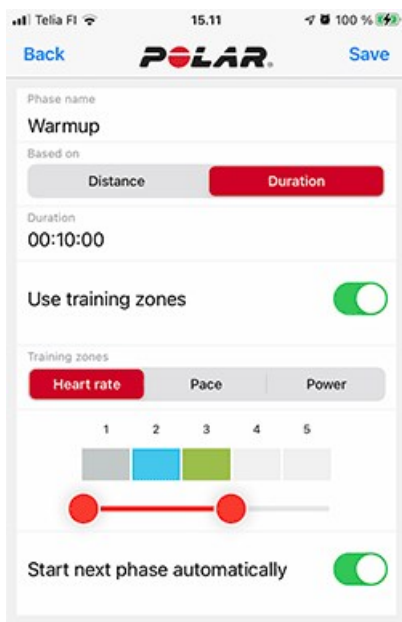 Telia FI 15.11 100 %
Back POLAR. Save
Phase name
Warmup
Based on
Distance Duration
Duration
00:10:00
Use training zones
Training zones
Heart rate Pace Power
1 2 3 4 5
Start next phase automatically